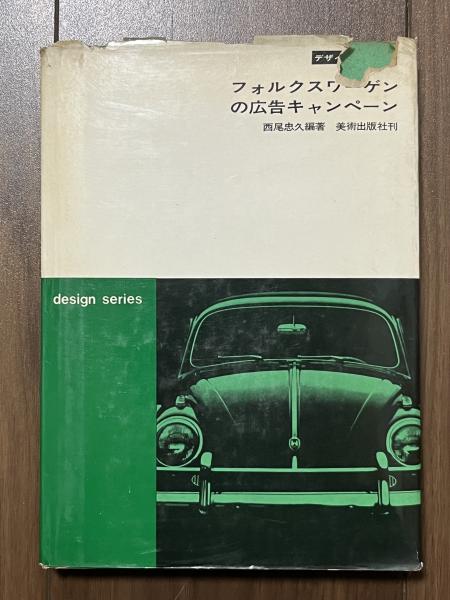 デザ
フォルクスワーゲン
の広告キャンペーン
西尾忠久編著 美術出版社刊
design series